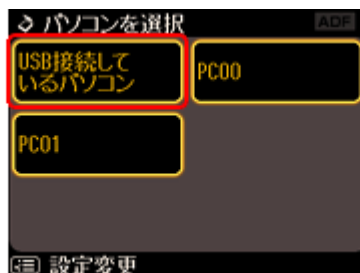 パソコンを選択
ADF
USB接続して
いるパソコン
PC00
PC01
設定変更